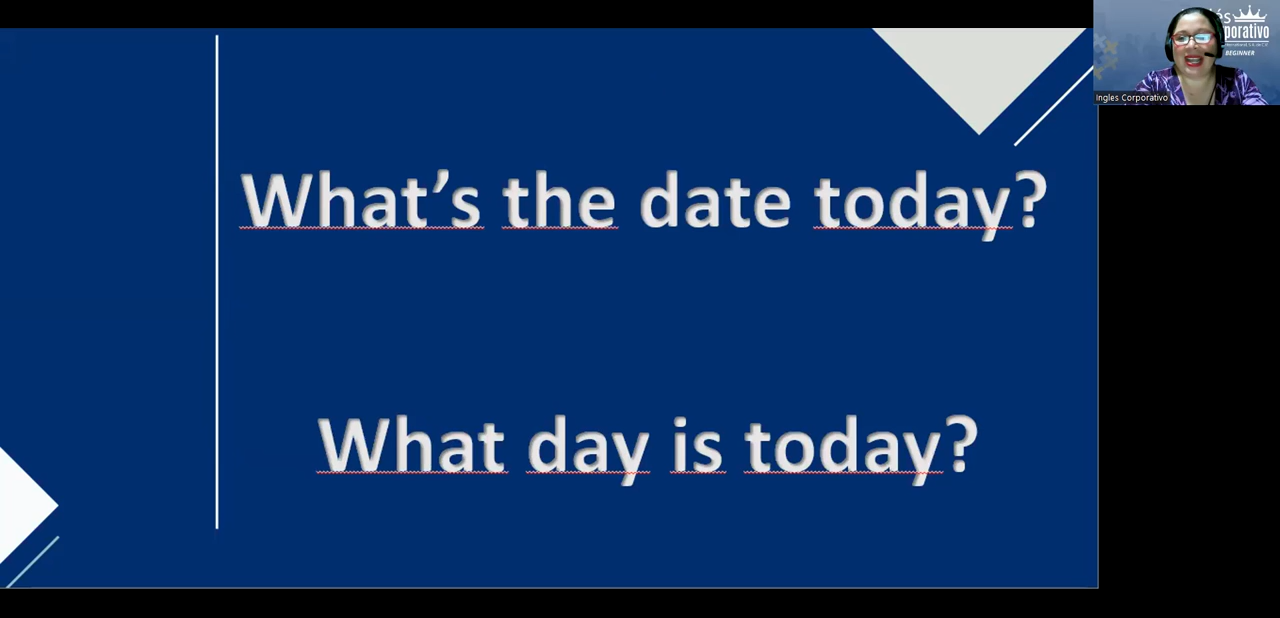 What's the date today?
What day is today?
Ingles Corporativo
BEGINNER